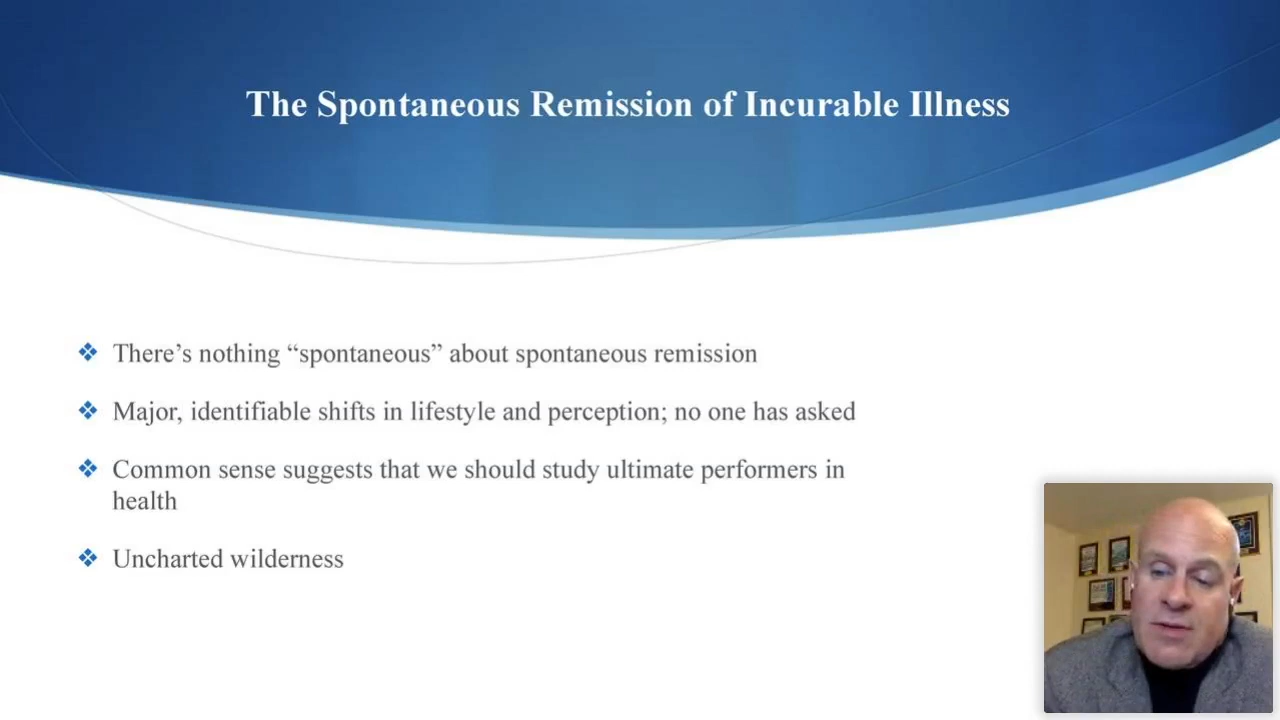 The Spontaneous Remission of Incurable Illness
There’s nothing “spontaneous” about spontaneous remission
Major, identifiable shifts in lifestyle and perception; no one has asked
Common sense suggests that we should study ultimate performers in
health
Uncharted wilderness